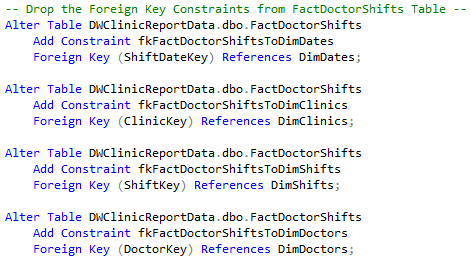 -- Drop the Foreign Key Constraints from FactDoctorShifts Table --
Alter Table DWClinicReportData.dbo.FactDoctorShifts
Add Constraint fkFactDoctorShiftsToDimDates
Foreign Key (ShiftDateKey) References DimDates;
Alter Table DWClinicReportData.dbo.FactDoctorShifts
Add Constraint fkFactDoctorShiftsToDimClinics
Foreign Key (ClinicKey) References DimClinics;
Alter Table DWClinicReportData.dbo.FactDoctorShifts
Add Constraint fkFactDoctorShiftsToDimShifts
Foreign Key (ShiftKey) References DimShifts;
Alter Table DWClinicReportData.dbo.FactDoctorShifts
Add Constraint fkFactDoctorShiftsToDimDoctors
Foreign Key (DoctorKey) References DimDoctors;